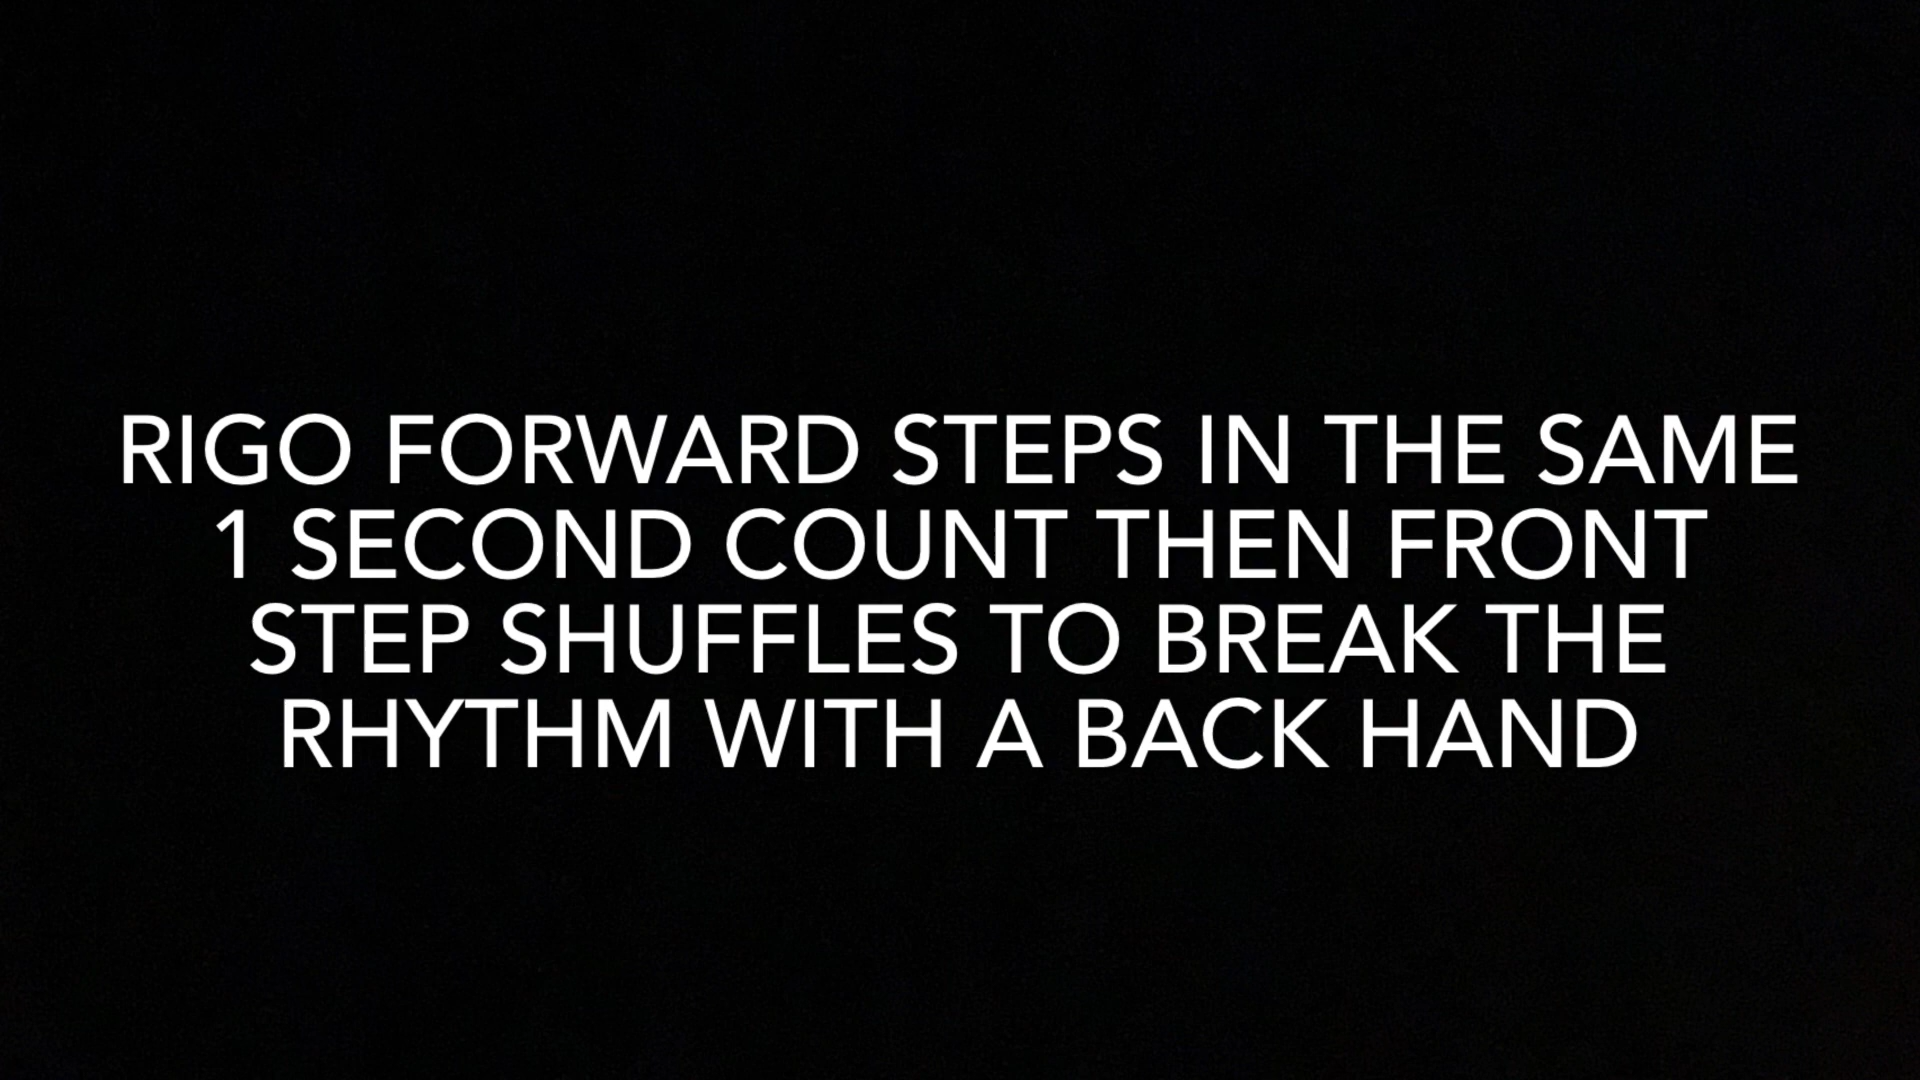 RIGO FORWARD STEPS IN THE SAME
1 SECOND COUNT THEN FRONT
STEP SHUFFLES TO BREAK THE
RHYTHM WITH A BACK HAND